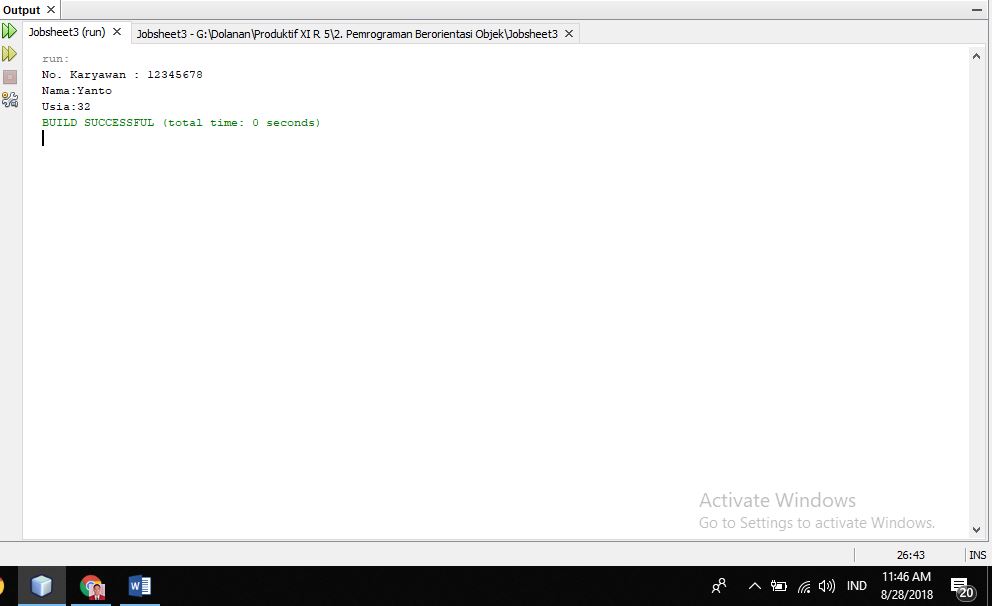 Output
Jobsheet3 (run) Jobsheet3 - G:\Dolanan\Produktif XI R 5\2. Pemrograman Berorientasi Objek\Jobsheet3
run:
No. Karyawan : 12345678
Nama:Yanto
Usia:32
BUILD SUCCESSFUL (total time: 0 seconds)
Activate Windows
Go to Settings to activate Windows.
26:43 INS
IND 11:46 AM
8/28/2018 20